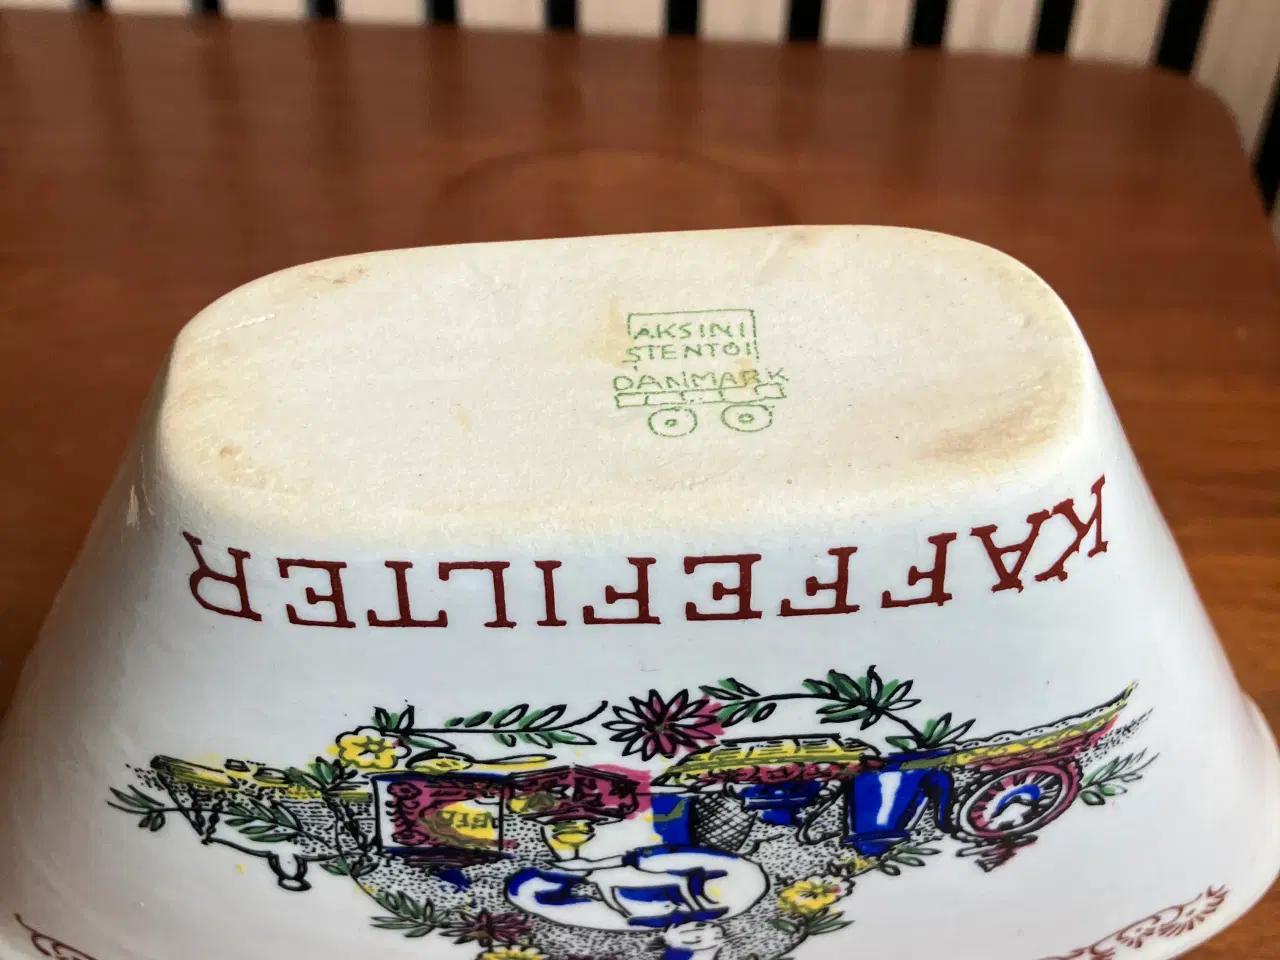 AKSINI
STENTØJ
DANMARK
KAFFEFILTER